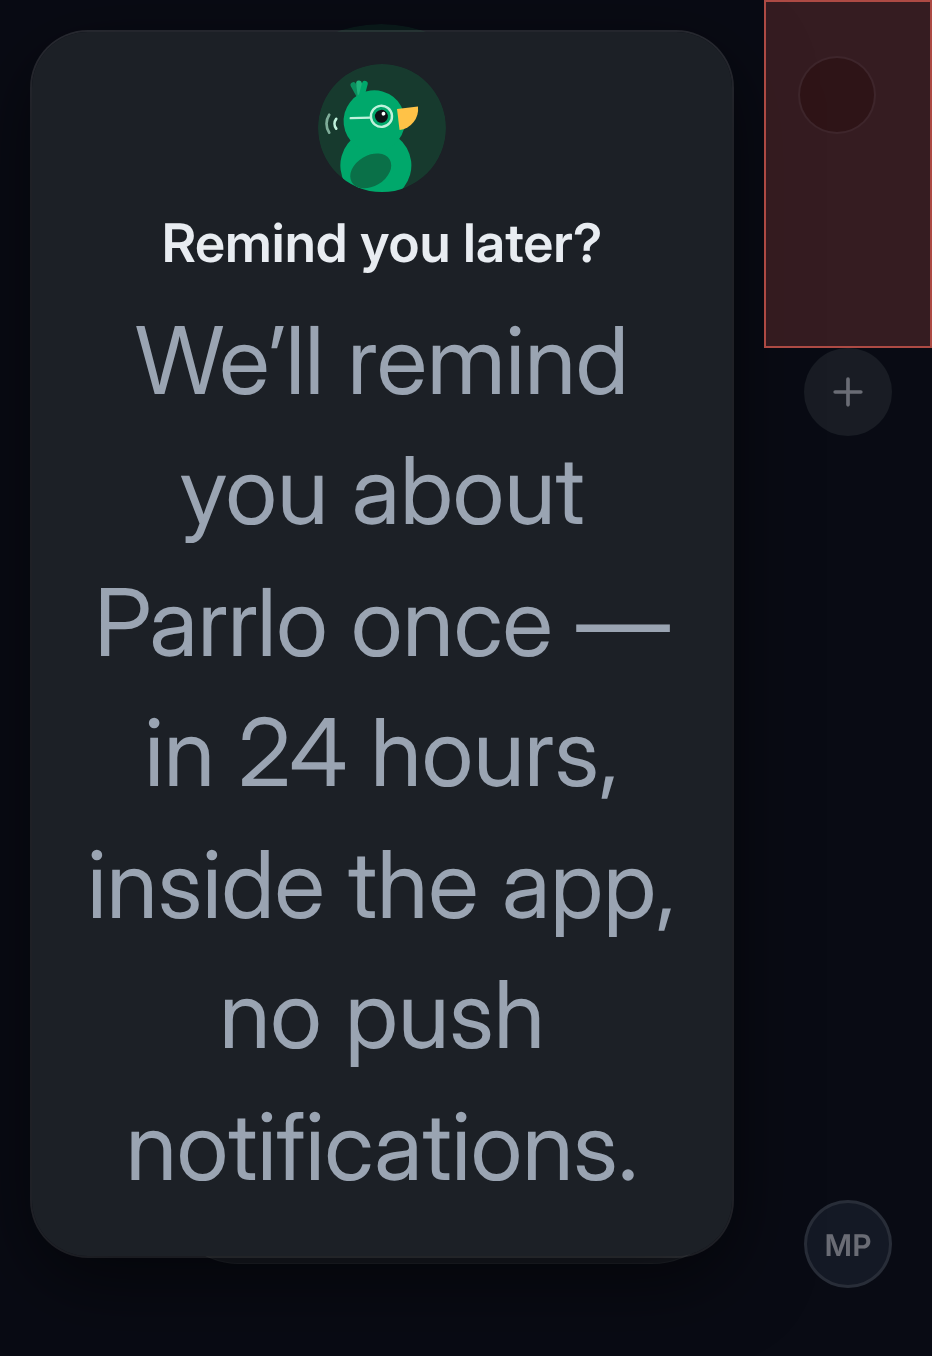 Remind you later?
We’ll remind
you about
Parrlo once —
in 24 hours,
inside the app,
no push
notifications.
MP